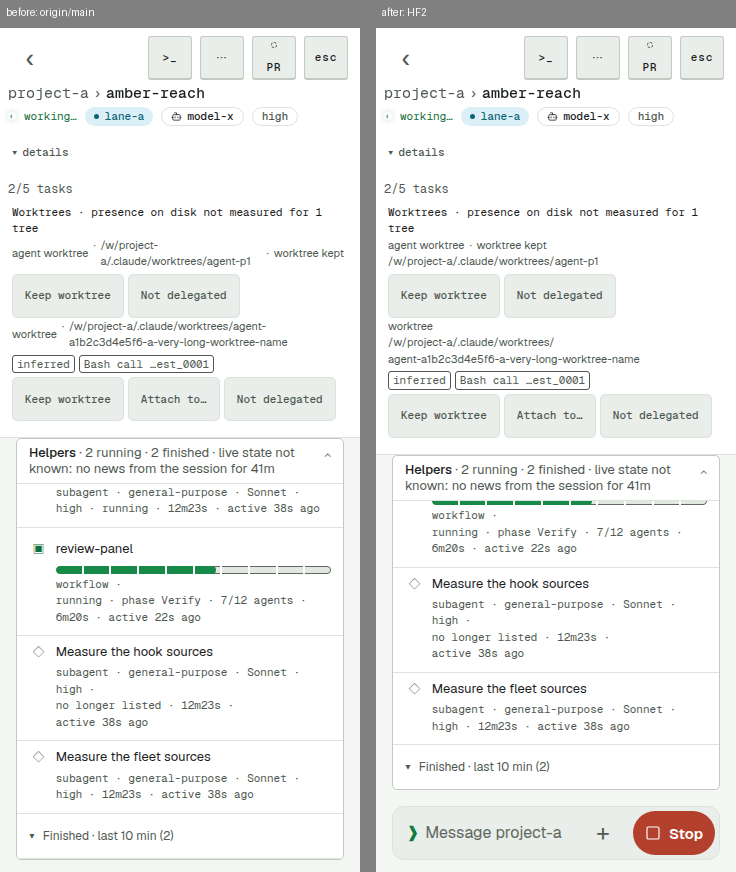 before: origin/main
‹
>_
···
PR
esc
project-a › amber-reach
working…
lane-a
model-x
high
▾ details
2/5 tasks
Worktrees · presence on disk not measured for 1
tree
agent worktree · /w/project-
a/.claude/worktrees/agent-p1 · worktree kept
Keep worktree
Not delegated
worktree · /w/project-a/.claude/worktrees/agent-
a1b2c3d4e5f6-a-very-long-worktree-name
inferred
Bash call …est_0001
Keep worktree
Attach to…
Not delegated
Helpers · 2 running · 2 finished · live state not
known: no news from the session for 41m
subagent · general-purpose · Sonnet ·
high · running · 12m23s · active 38s ago
review-panel
workflow ·
running · phase Verify · 7/12 agents ·
6m20s · active 22s ago
Measure the hook sources
subagent · general-purpose · Sonnet ·
high ·
no longer listed · 12m23s ·
active 38s ago
Measure the fleet sources
subagent · general-purpose · Sonnet ·
high · 12m23s · active 38s ago
▾ Finished · last 10 min (2)
after: HF2
‹
>_
···
PR
esc
project-a › amber-reach
working…
lane-a
model-x
high
▾ details
2/5 tasks
Worktrees · presence on disk not measured for 1
tree
agent worktree · worktree kept
/w/project-a/.claude/worktrees/agent-p1
Keep worktree
Not delegated
worktree
/w/project-a/.claude/worktrees/
agent-a1b2c3d4e5f6-a-very-long-worktree-name
inferred
Bash call …est_0001
Keep worktree
Attach to…
Not delegated
Helpers · 2 running · 2 finished · live state not
known: no news from the session for 41m
workflow ·
running · phase Verify · 7/12 agents ·
6m20s · active 22s ago
Measure the hook sources
subagent · general-purpose · Sonnet ·
high ·
no longer listed · 12m23s ·
active 38s ago
Measure the fleet sources
subagent · general-purpose · Sonnet ·
high · 12m23s · active 38s ago
▾ Finished · last 10 min (2)
❱ Message project-a
+
Stop